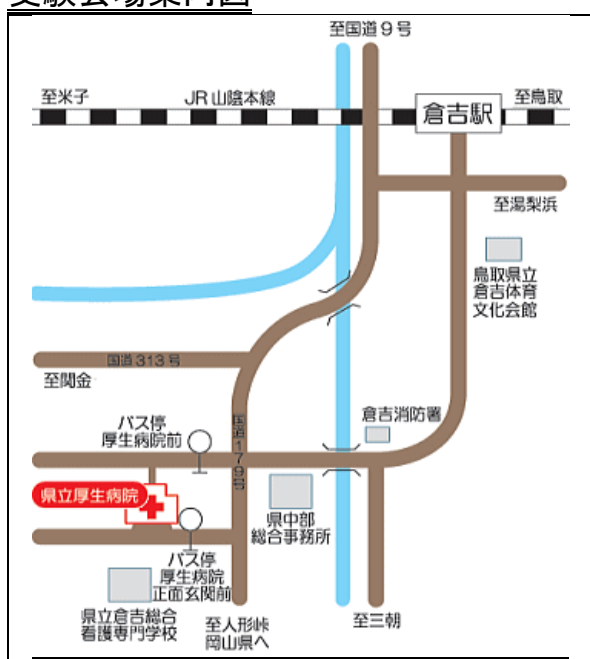 受験会場案内図
至国道9号
至米子
JR山陰本線
倉吉駅
至鳥取
至湯梨浜
鳥取県立
倉吉体育
文化会館
国道313号
至関金
バス停
厚生病院前
国道179号
倉吉消防署
県立厚生病院
県中部
総合事務所
バス停
厚生病院
正面玄関前
県立倉吉総合
看護専門学校
至人形峠
岡山県へ
至三朝